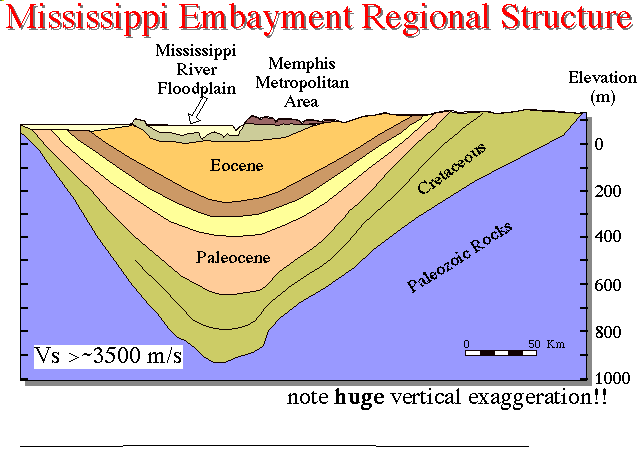 Mississippi Embayment Regional Structure
Mississippi
River
Floodplain
Memphis
Metropolitan
Area
Elevation
(m)
0
200
400
600
800
1000
Eocene
Cretaceous
Paleocene
Paleozoic Rocks
0 50 Km
Vs >~3500 m/s
note huge vertical exaggeration!!